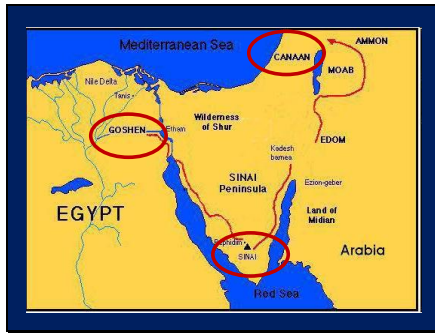 Mediterranean Sea
AMMON
CANAAN
MOAB
Nile Delta
Tanis
Wilderness
of Shur
GOSHEN
Etham
EDOM
Kadesh
barnea
SINAI
Peninsula
Ezion-geber
EGYPT
Land of
Midian
Rephidim
SINAI
Arabia
Red Sea